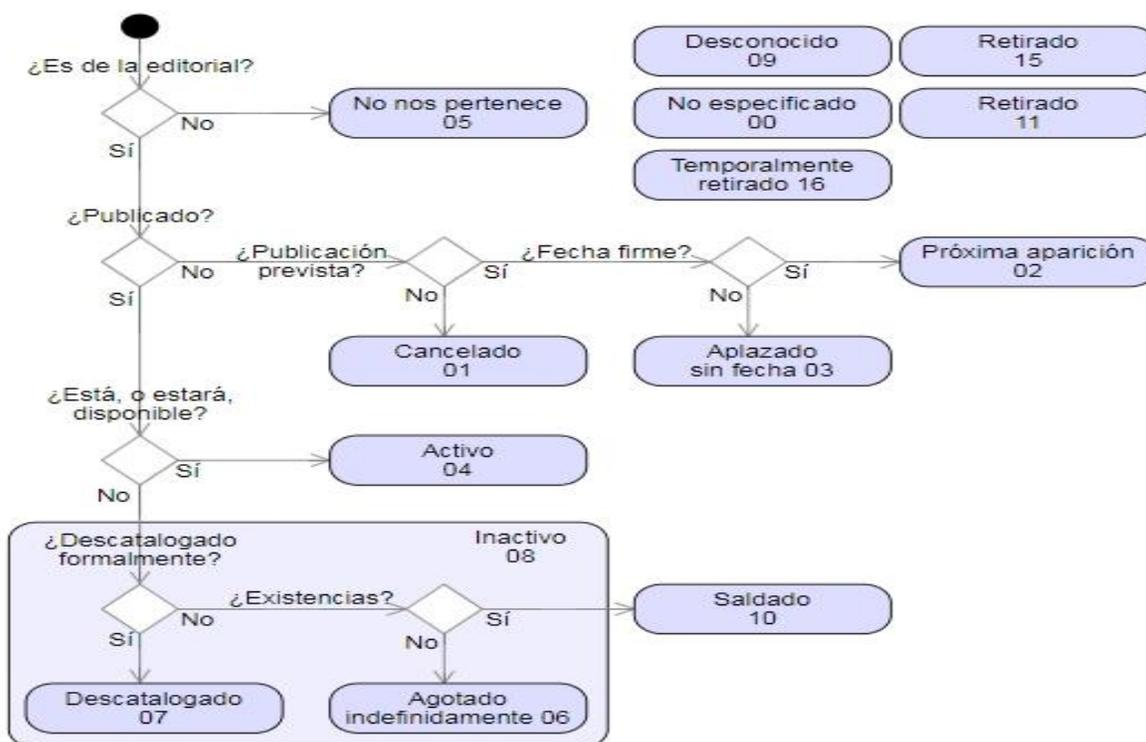 ¿Es de la editorial?
No
Sí
No nos pertenece
05
Desconocido
09
Retirado
15
No especificado
00
Retirado
11
Temporalmente
retirado 16
¿Publicado?
No
Sí
¿Publicación
prevista?
Sí
No
¿Fecha firme?
Sí
No
Próxima aparición
02
Cancelado
01
Aplazado
sin fecha 03
¿Está, o estará,
disponible?
Sí
No
Activo
04
¿Descatalogado
formalmente?
Inactivo
08
No
Sí
¿Existencias?
Sí
No
Saldado
10
Descatalogado
07
Agotado
indefinidamente 06